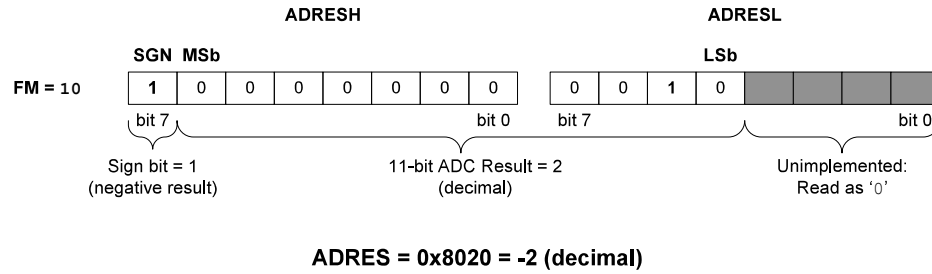 ADRESH ADRESL
SGN MSb LSb
FM = 10 1 0 0 0 0 0 0 0 0 0 1 0
bit 7 bit 0 bit 7 bit 0
Sign bit = 1 11-bit ADC Result = 2 Unimplemented:
(negative result) (decimal) Read as ‘0’
ADRES = 0x8020 = -2 (decimal)